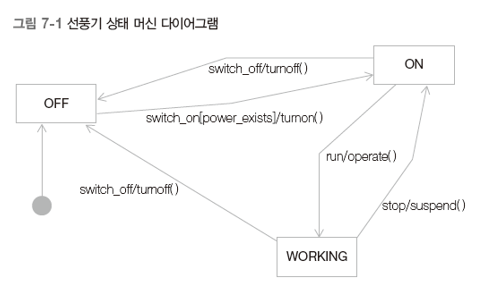 그림 7-1 선풍기 상태 머신 다이어그램
switch_off/turnoff()
ON
OFF
switch_on[power_exists]/turnon()
run/operate()
switch_off/turnoff()
stop/suspend()
WORKING